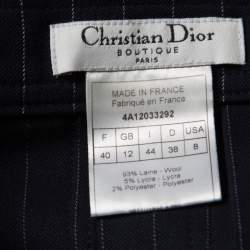 Christian Dior
BOUTIQUE
PARIS
MADE IN FRANCE
Fabriqué en France
4A12033292
F GB I D USA
40 12 44 38 8
93% Laine - Wool
5% Lycra - Lycra
2% Polyester - Polyester